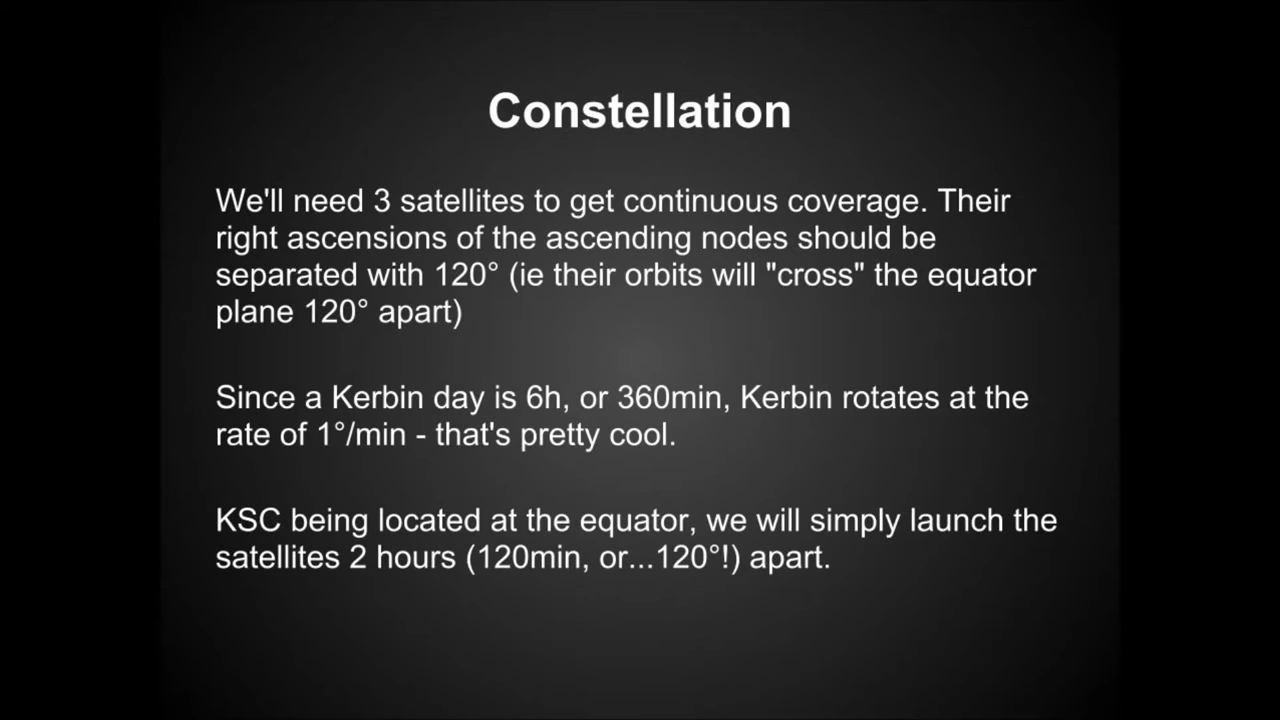 Constellation
We'll need 3 satellites to get continuous coverage. Their
right ascensions of the ascending nodes should be
separated with 120° (ie their orbits will "cross" the equator
plane 120° apart)
Since a Kerbin day is 6h, or 360min, Kerbin rotates at the
rate of 1°/min - that's pretty cool.
KSC being located at the equator, we will simply launch the
satellites 2 hours (120min, or...120°!) apart.